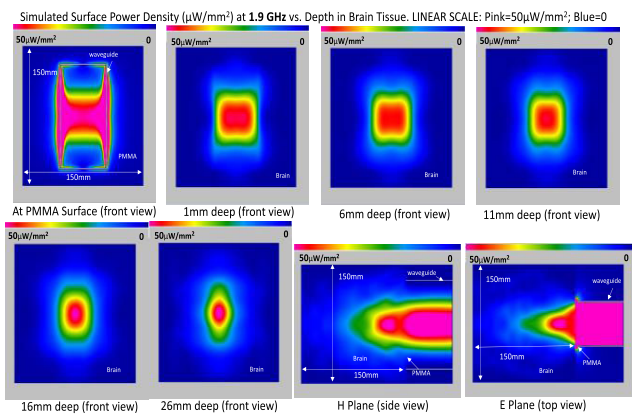 Simulated Surface Power Density (µW/mm²) at 1.9 GHz vs. Depth in Brain Tissue. LINEAR SCALE: Pink=50µW/mm²; Blue=0
50µW/mm² 0
waveguide
150mm
PMMA
150mm
At PMMA Surface (front view)
50µW/mm² 0
Brain
1mm deep (front view)
50µW/mm² 0
Brain
6mm deep (front view)
50µW/mm² 0
Brain
11mm deep (front view)
50µW/mm² 0
Brain
16mm deep (front view)
50µW/mm² 0
Brain
26mm deep (front view)
50µW/mm² 0
150mm
waveguide
Brain
PMMA
150mm
H Plane (side view)
50µW/mm² 0
150mm
waveguide
150mm
Brain
PMMA
E Plane (top view)